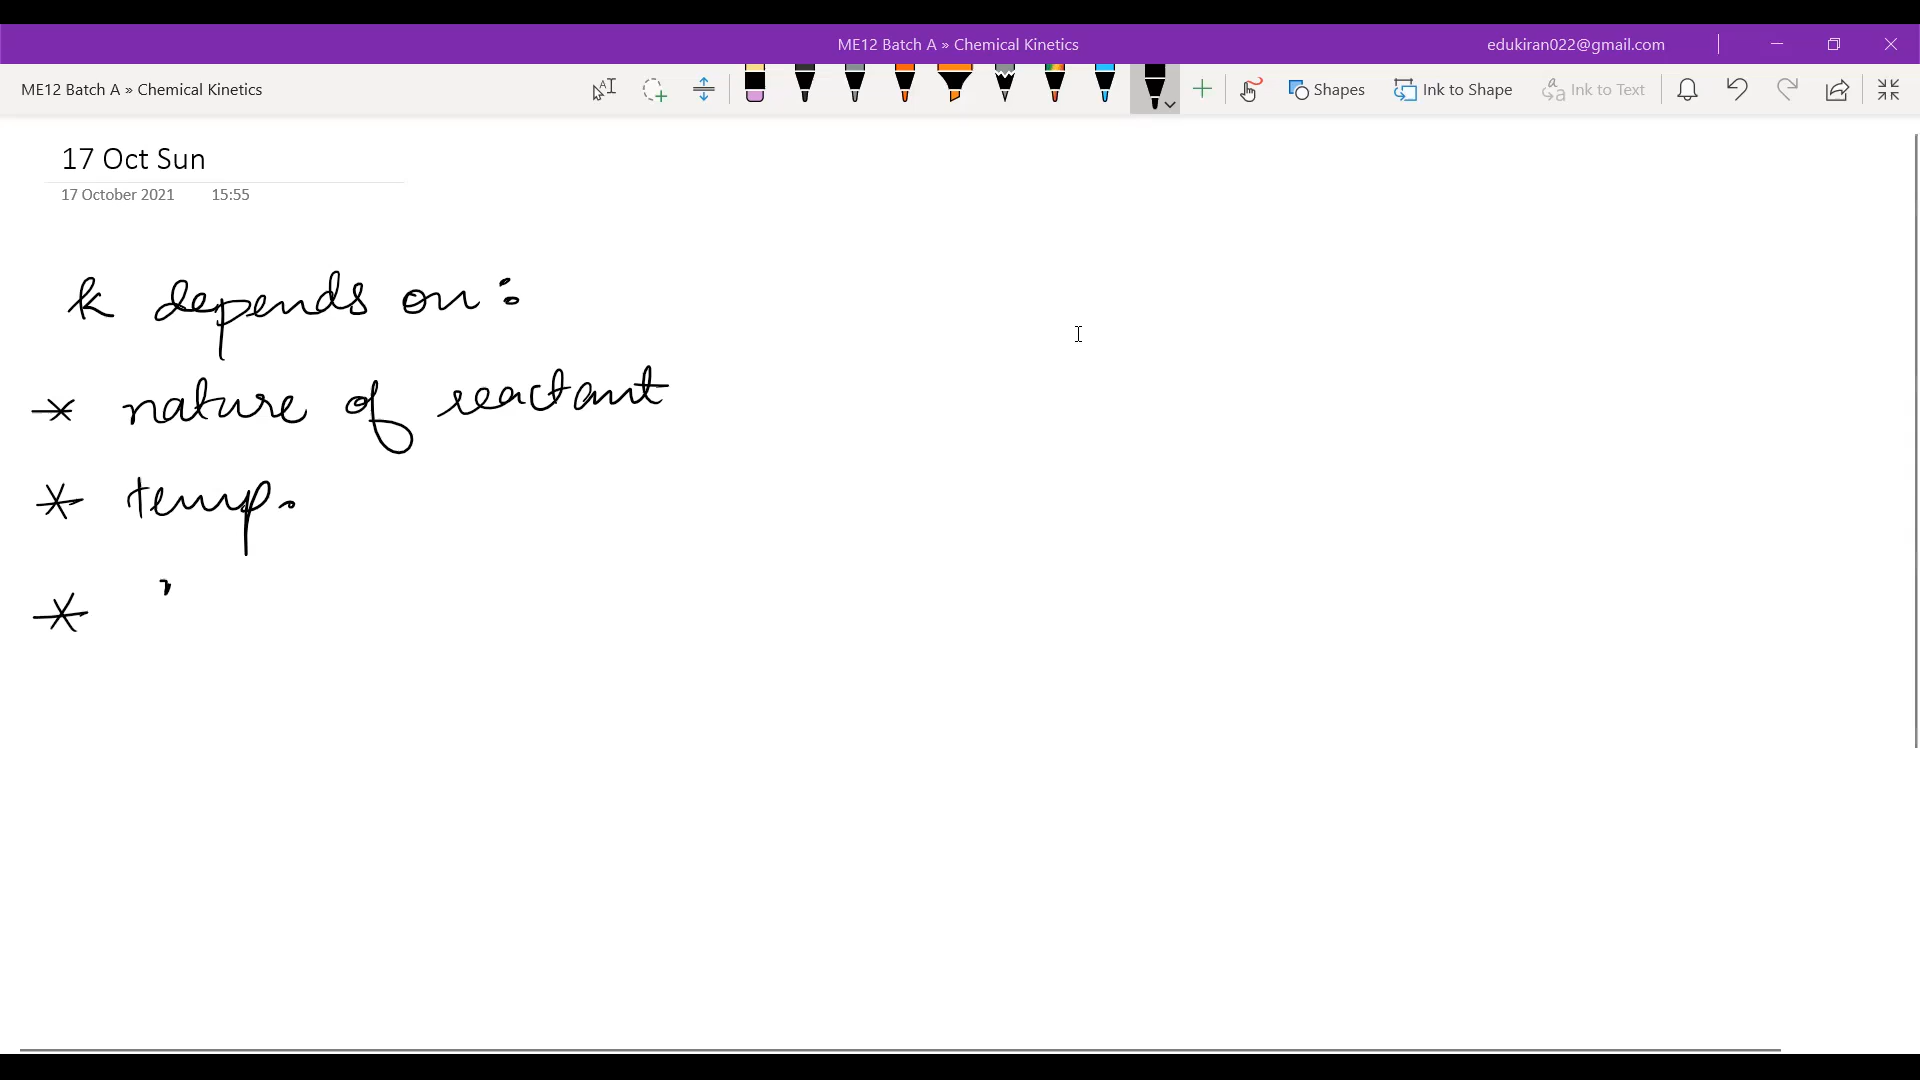 ME12 Batch A » Chemical Kinetics
edukiran022@gmail.com
ME12 Batch A » Chemical Kinetics
Shapes
Ink to Shape
Ink to Text
17 Oct Sun
17 October 2021 15:55
k depends on :
* nature of reactant
* temp.
*